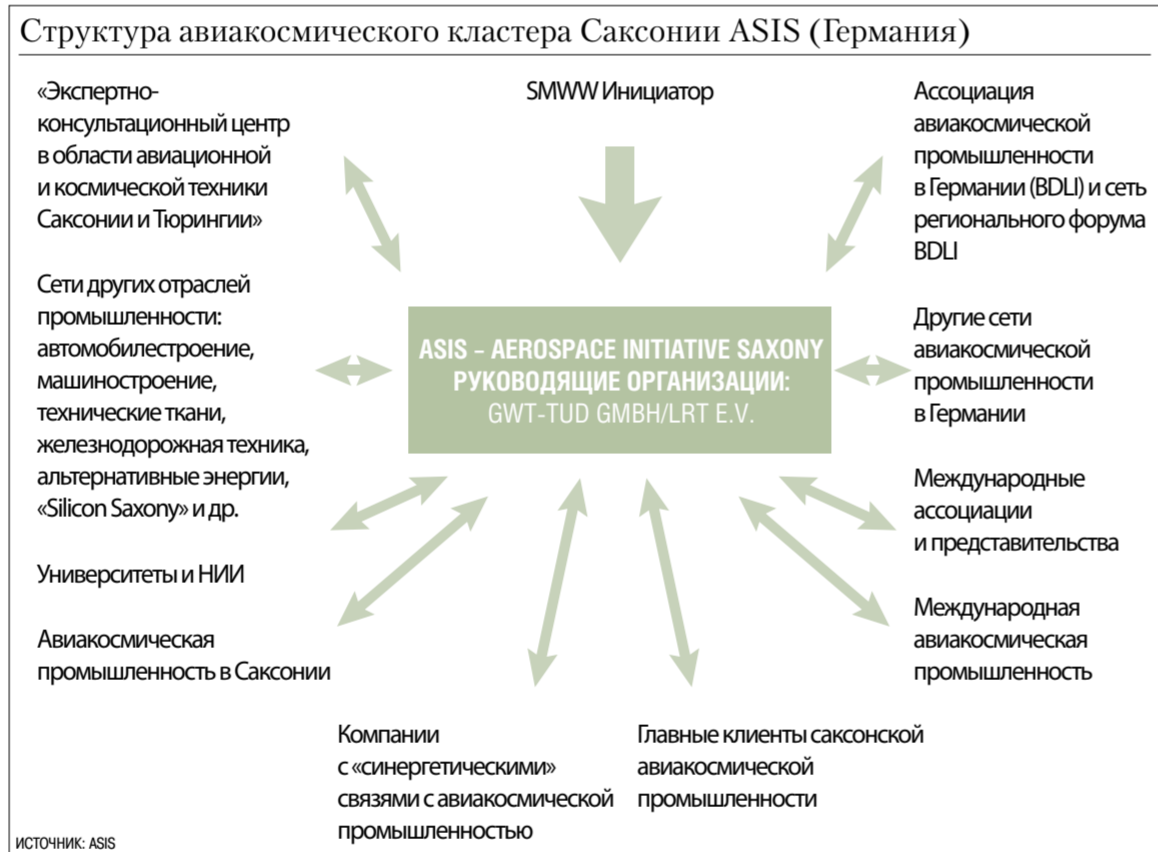 Структура авиакосмического кластера Саксонии ASIS (Германия)
«Экспертно-
консультационный центр
в области авиационной
и космической техники
Саксонии и Тюрингии»
Сети других отраслей
промышленности:
автомобилестроение,
машиностроение,
технические ткани,
железнодорожная техника,
альтернативные энергии,
«Silicon Saxony» и др.
Университеты и НИИ
Авиакосмическая
промышленность в Саксонии
SMWW Инициатор
ASIS – AEROSPACE INITIATIVE SAXONY
РУКОВОДЯЩИЕ ОРГАНИЗАЦИИ:
GWT-TUD GMBH/LRT E.V.
Ассоциация
авиакосмической
промышленности
в Германии (BDLI) и сеть
регионального форума
BDLI
Другие сети
авиакосмической
промышленности
в Германии
Международные
ассоциации
и представительства
Международная
авиакосмическая
промышленность
Компании
с «синергетическими»
связями с авиакосмической
промышленностью
Главные клиенты саксонской
авиакосмической
промышленности
ИСТОЧНИК: ASIS